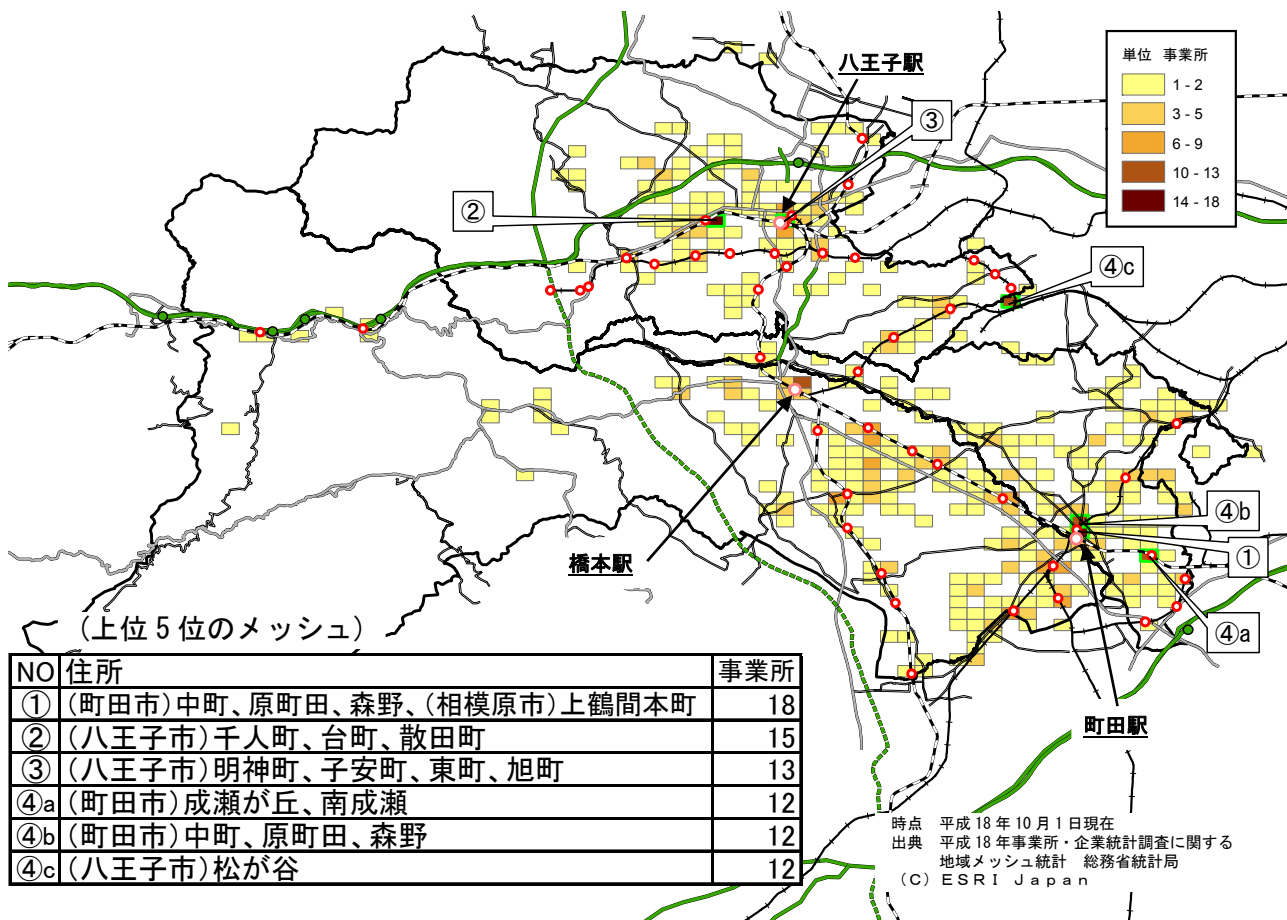 八王子駅
単位 事業所
1 - 2
3 - 5
6 - 9
10 - 13
14 - 18
③
②
④c
④b
①
④a
橋本駅
町田駅
(上位5位のメッシュ)
NO 住所 事業所
① (町田市)中町、原町田、森野、(相模原市)上鶴間本町 18
② (八王子市)千人町、台町、散田町 15
③ (八王子市)明神町、子安町、東町、旭町 13
④a (町田市)成瀬が丘、南成瀬 12
④b (町田市)中町、原町田、森野 12
④c (八王子市)松が谷 12
時点 平成18年10月1日現在
出典 平成18年事業所・企業統計調査に関する
地域メッシュ統計 総務省統計局
(C) ESRI Japan